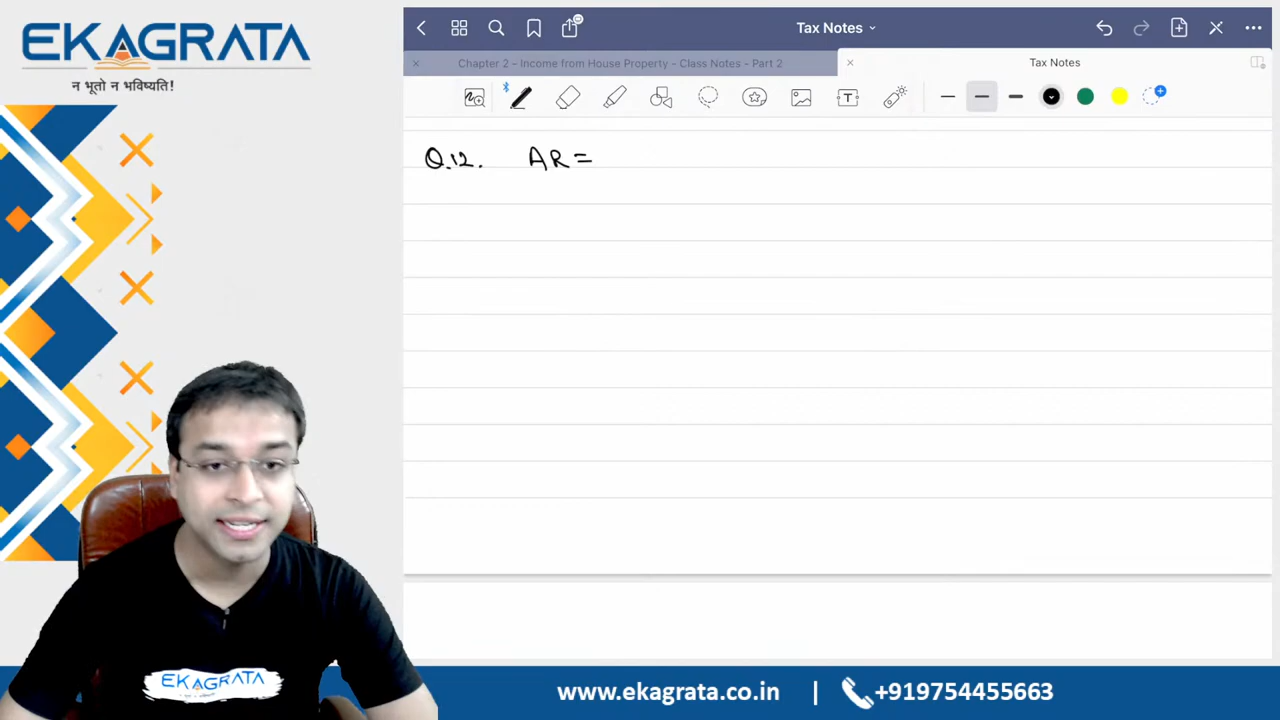 EKAGRATA
न भूतो न भविष्यति!
Tax Notes
Chapter 2 - Income from House Property - Class Notes - Part 2
Tax Notes
T
Q.12. AR =
EKAGRATA
www.ekagrata.co.in | +919754455663